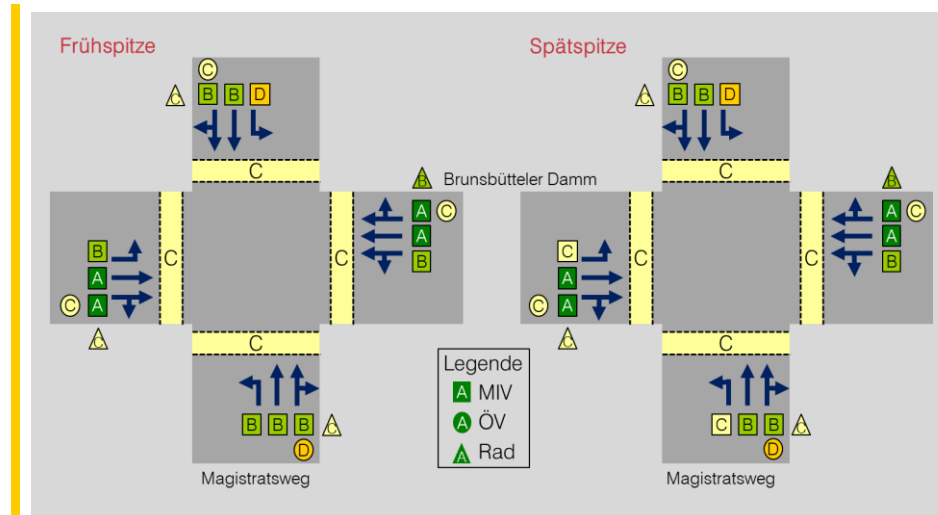 Frühspitze
C
C B B D
C
B Brunsbütteler Damm
A C
A
B
C
C
B
A
C A
C
C
B B B C
D
Magistratsweg
Legende
A MIV
A ÖV
A Rad
Spätspitze
C
C B B D
C
B
A C
A
B
C
C
C
A
C A
C
C
C B B C
D
Magistratsweg